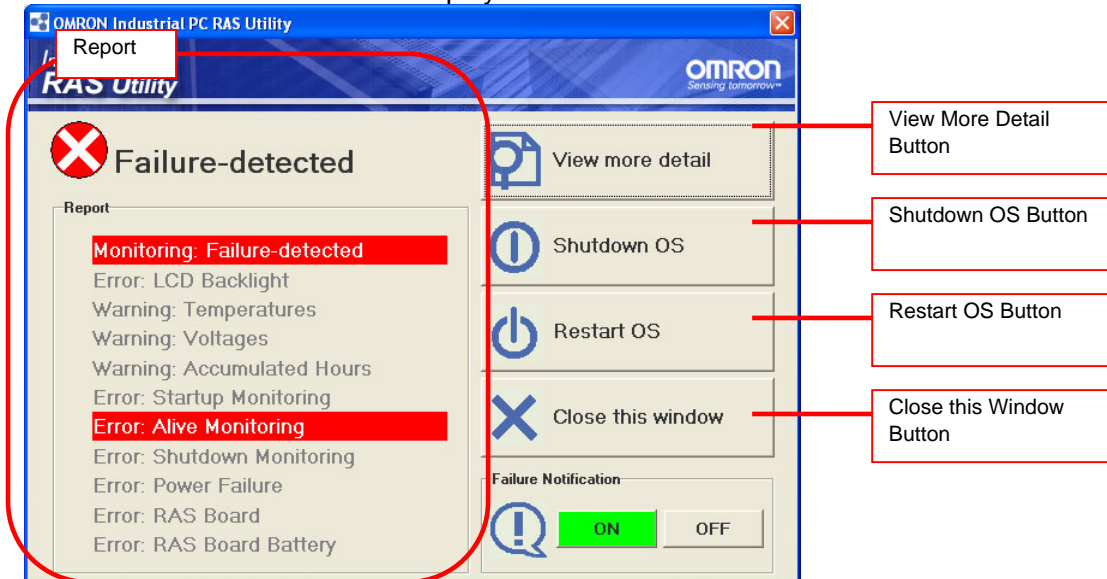 OMRON Industrial PC RAS Utility
Report
RAS Utility
OMRON
Sensing tomorrow™
Failure-detected
Report
Monitoring: Failure-detected
Error: LCD Backlight
Warning: Temperatures
Warning: Voltages
Warning: Accumulated Hours
Error: Startup Monitoring
Error: Alive Monitoring
Error: Shutdown Monitoring
Error: Power Failure
Error: RAS Board
Error: RAS Board Battery
View more detail
Shutdown OS
Restart OS
Close this window
Failure Notification
ON
OFF
View More Detail
Button
Shutdown OS Button
Restart OS Button
Close this Window
Button